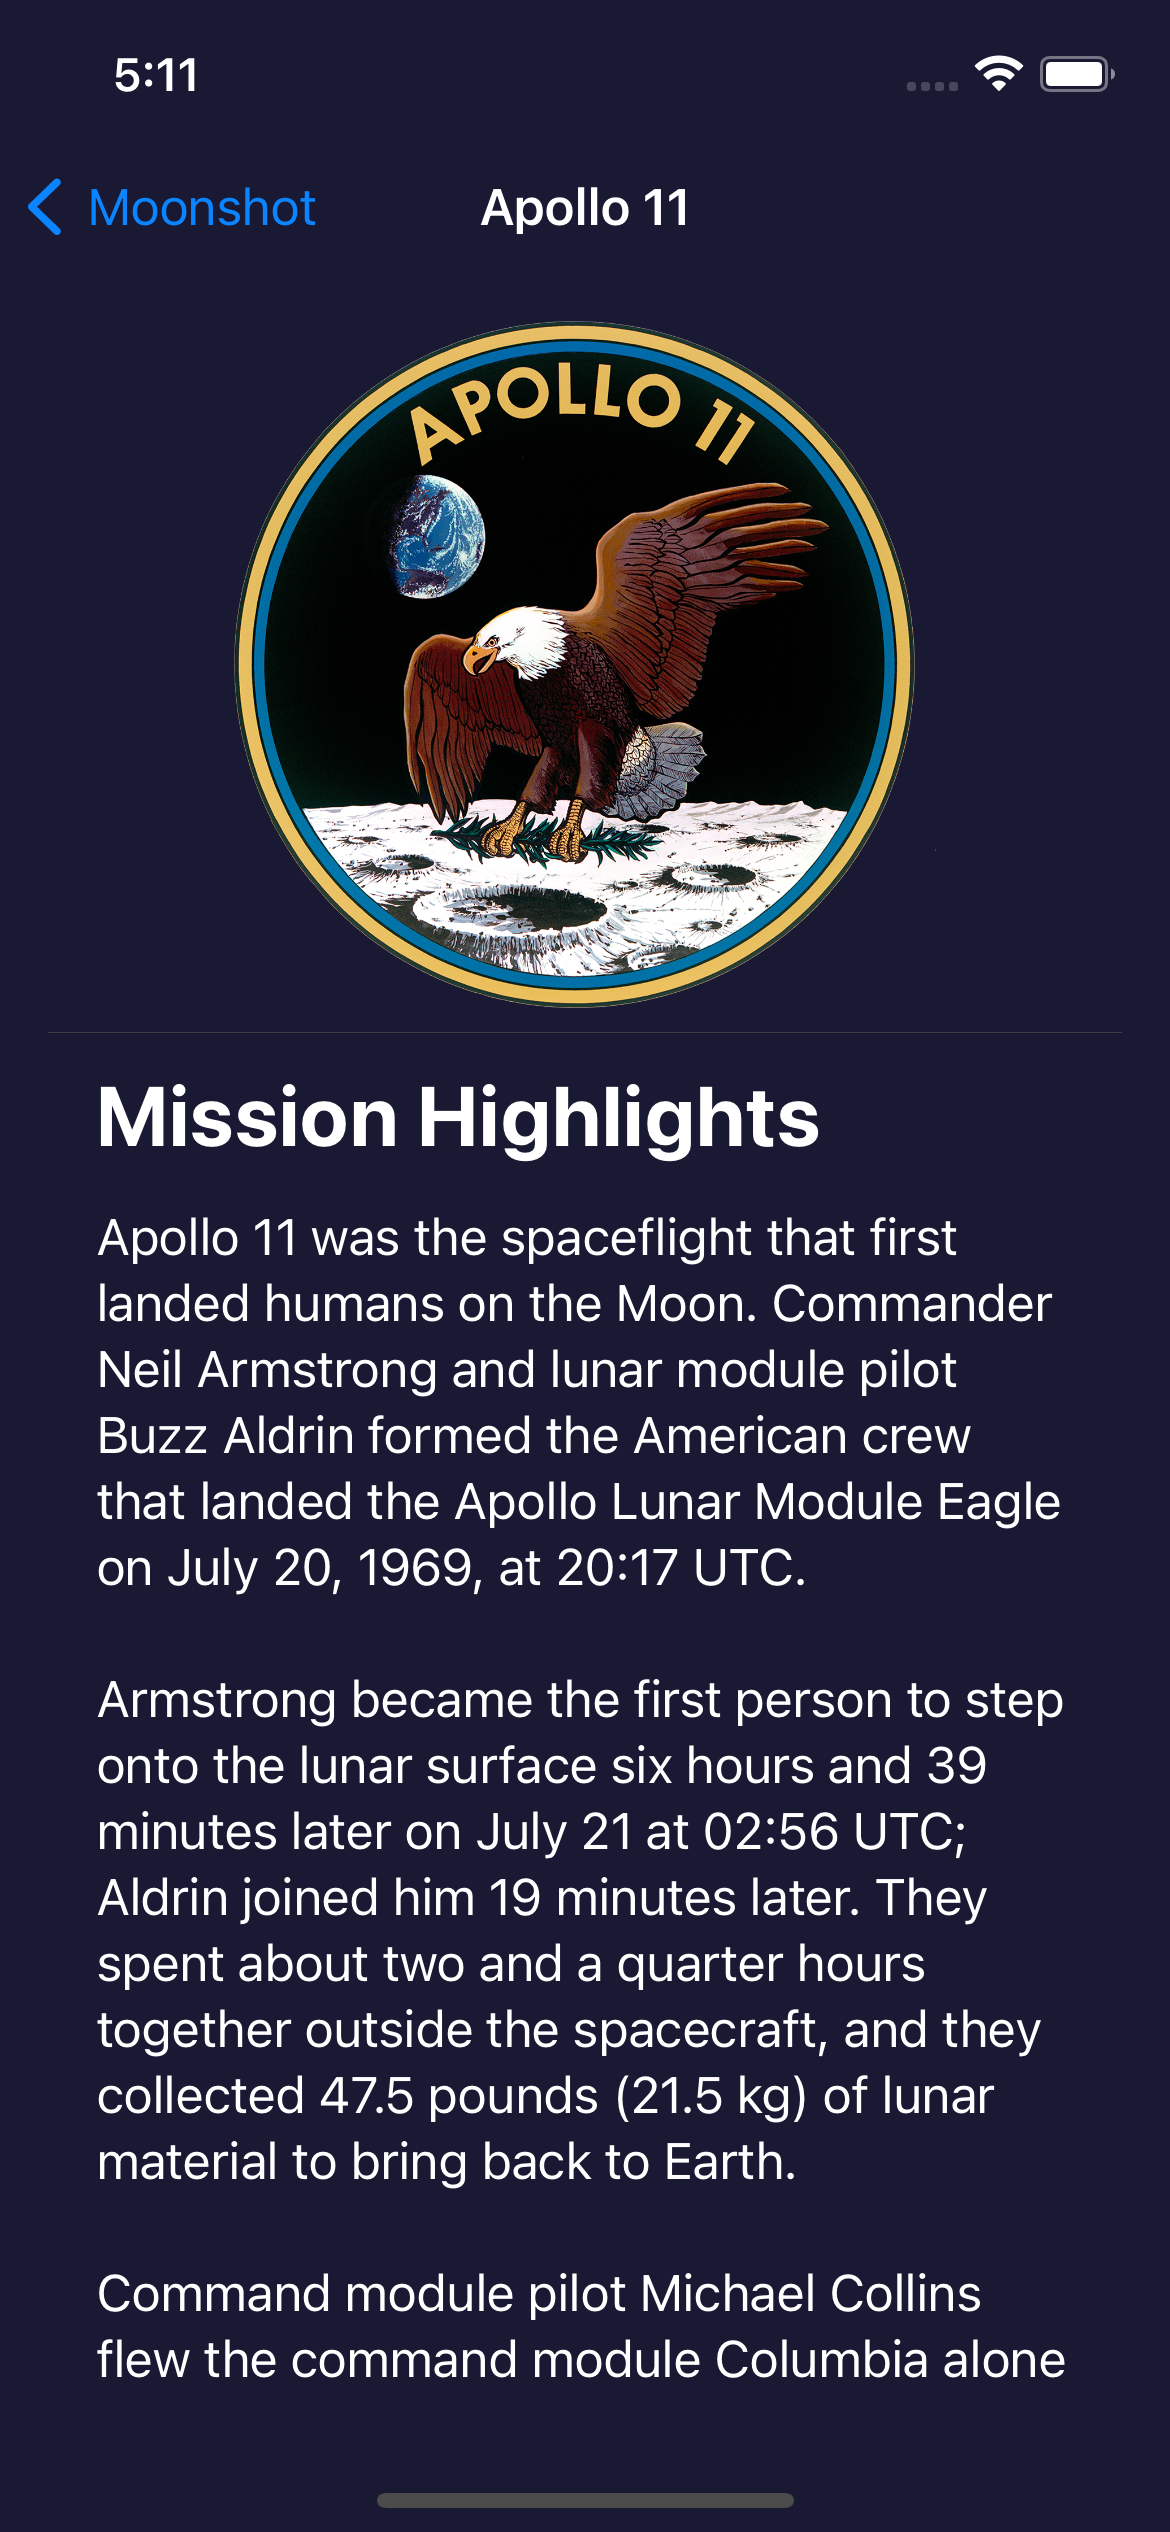 5:11
Moonshot
Apollo 11
APOLLO 11
Mission Highlights
Apollo 11 was the spaceflight that first
landed humans on the Moon. Commander
Neil Armstrong and lunar module pilot
Buzz Aldrin formed the American crew
that landed the Apollo Lunar Module Eagle
on July 20, 1969, at 20:17 UTC.
Armstrong became the first person to step
onto the lunar surface six hours and 39
minutes later on July 21 at 02:56 UTC;
Aldrin joined him 19 minutes later. They
spent about two and a quarter hours
together outside the spacecraft, and they
collected 47.5 pounds (21.5 kg) of lunar
material to bring back to Earth.
Command module pilot Michael Collins
flew the command module Columbia alone